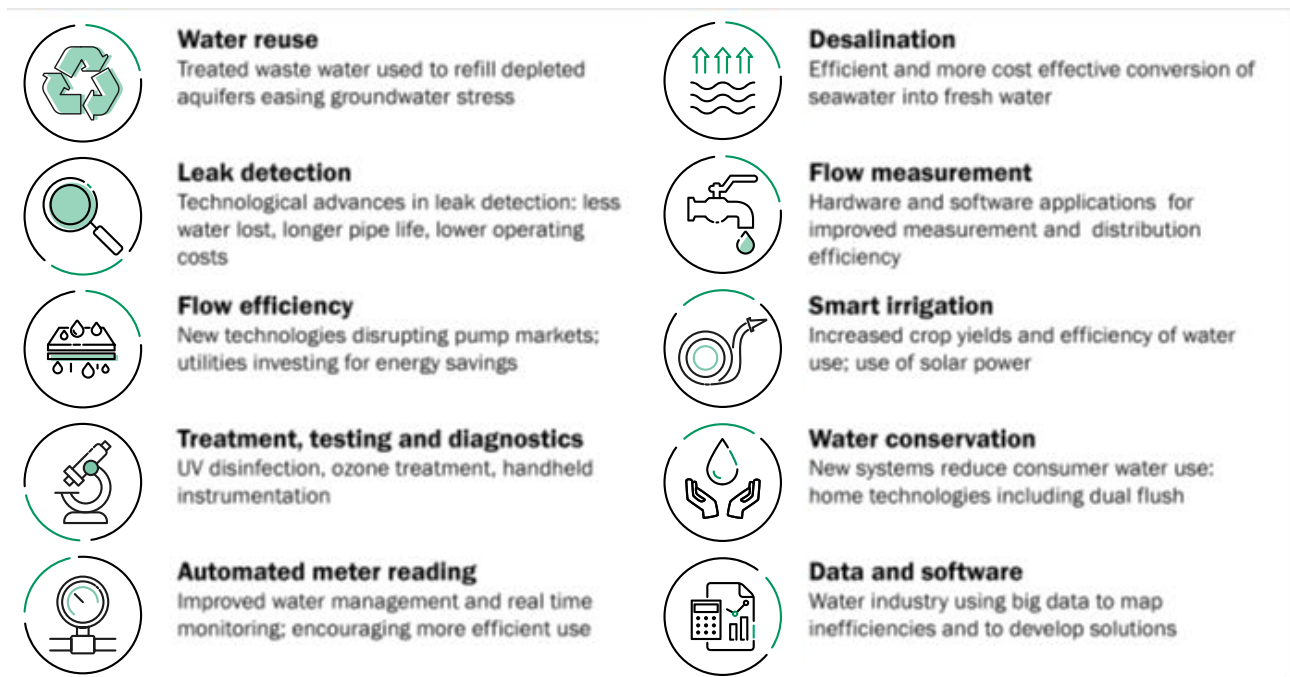 Water reuse
Treated waste water used to refill depleted
aquifers easing groundwater stress
Leak detection
Technological advances in leak detection: less
water lost, longer pipe life, lower operating
costs
Flow efficiency
New technologies disrupting pump markets;
utilities investing for energy savings
Treatment, testing and diagnostics
UV disinfection, ozone treatment, handheld
instrumentation
Automated meter reading
Improved water management and real time
monitoring; encouraging more efficient use
Desalination
Efficient and more cost effective conversion of
seawater into fresh water
Flow measurement
Hardware and software applications for
improved measurement and distribution
efficiency
Smart irrigation
Increased crop yields and efficiency of water
use; use of solar power
Water conservation
New systems reduce consumer water use:
home technologies including dual flush
Data and software
Water industry using big data to map
inefficiencies and to develop solutions